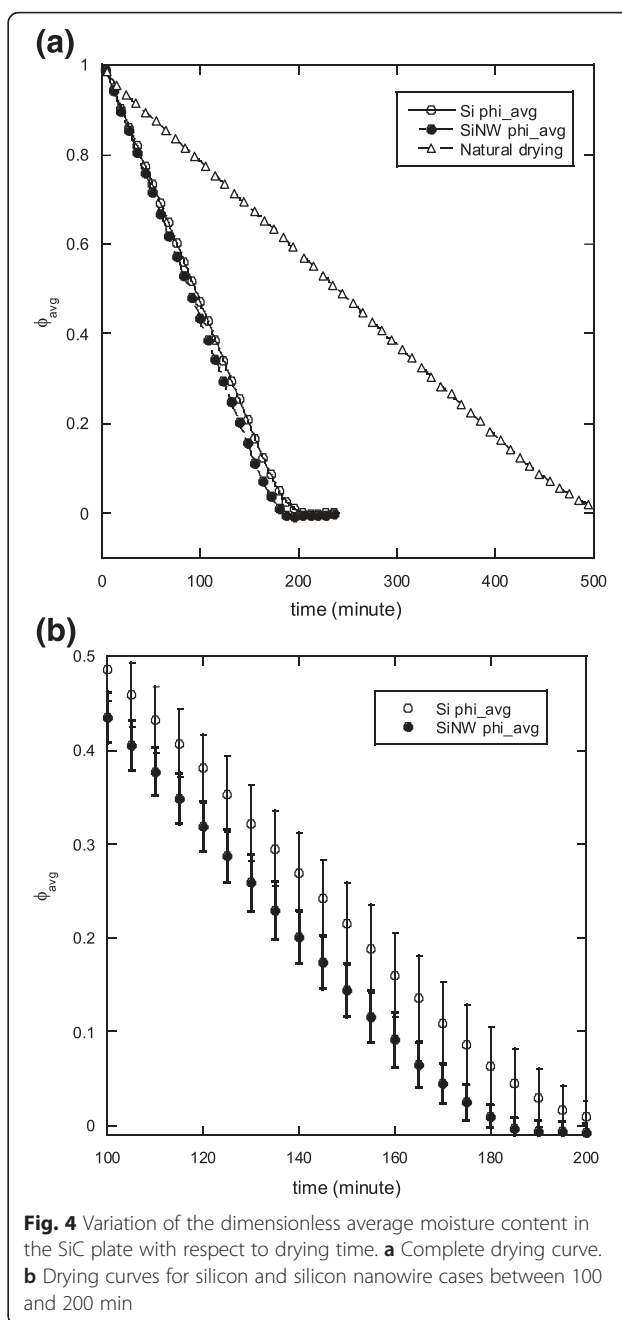 (a)
1
0.8
0.6
0.4
0.2
0
ϕavg
Si phi_avg
SiNW phi_avg
Natural drying
0 100 200 300 400 500
time (minute)
(b)
0.5
0.4
0.3
0.2
0.1
0
ϕavg
Si phi_avg
SiNW phi_avg
100 120 140 160 180 200
time (minute)
Fig. 4 Variation of the dimensionless average moisture content in
the SiC plate with respect to drying time. a Complete drying curve.
b Drying curves for silicon and silicon nanowire cases between 100
and 200 min